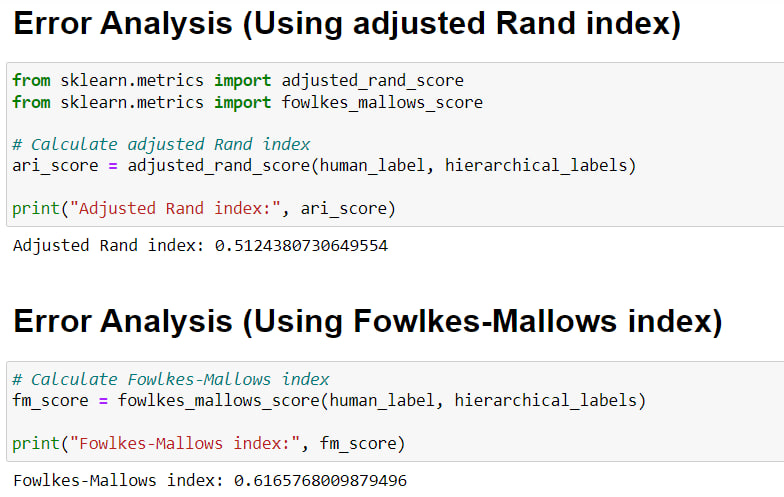 Error Analysis (Using adjusted Rand index)
from sklearn.metrics import adjusted_rand_score
from sklearn.metrics import fowlkes_mallows_score
# Calculate adjusted Rand index
ari_score = adjusted_rand_score(human_label, hierarchical_labels)
print("Adjusted Rand index:", ari_score)
Adjusted Rand index: 0.5124380730649554
Error Analysis (Using Fowlkes-Mallows index)
# Calculate Fowlkes-Mallows index
fm_score = fowlkes_mallows_score(human_label, hierarchical_labels)
print("Fowlkes-Mallows index:", fm_score)
Fowlkes-Mallows index: 0.6165768009879496